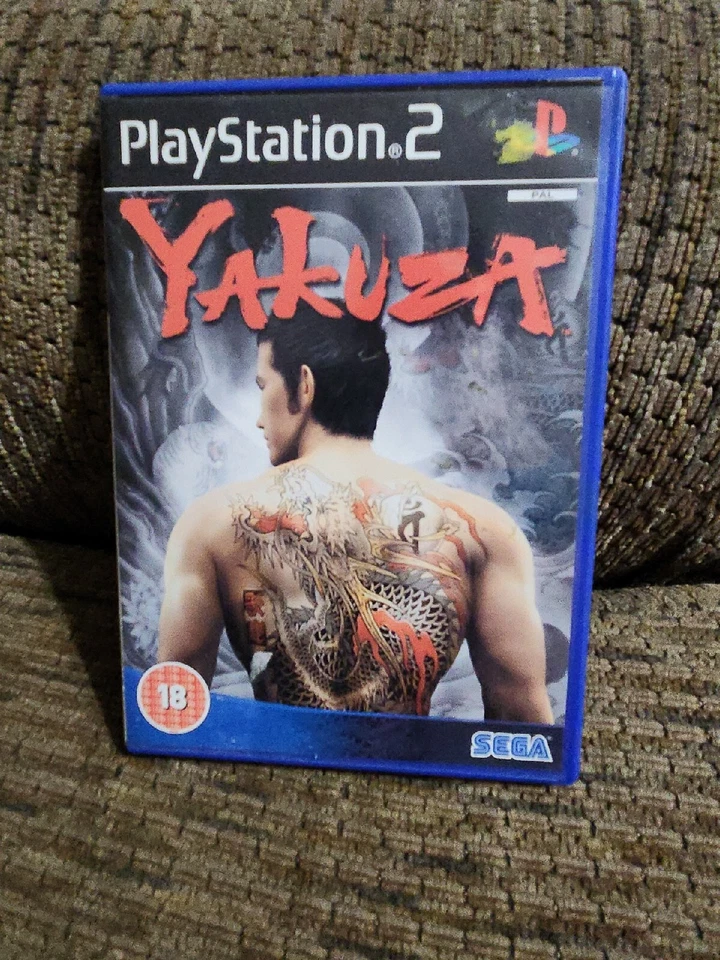 PlayStation®2
PAL
YAKUZA
18
SEGA